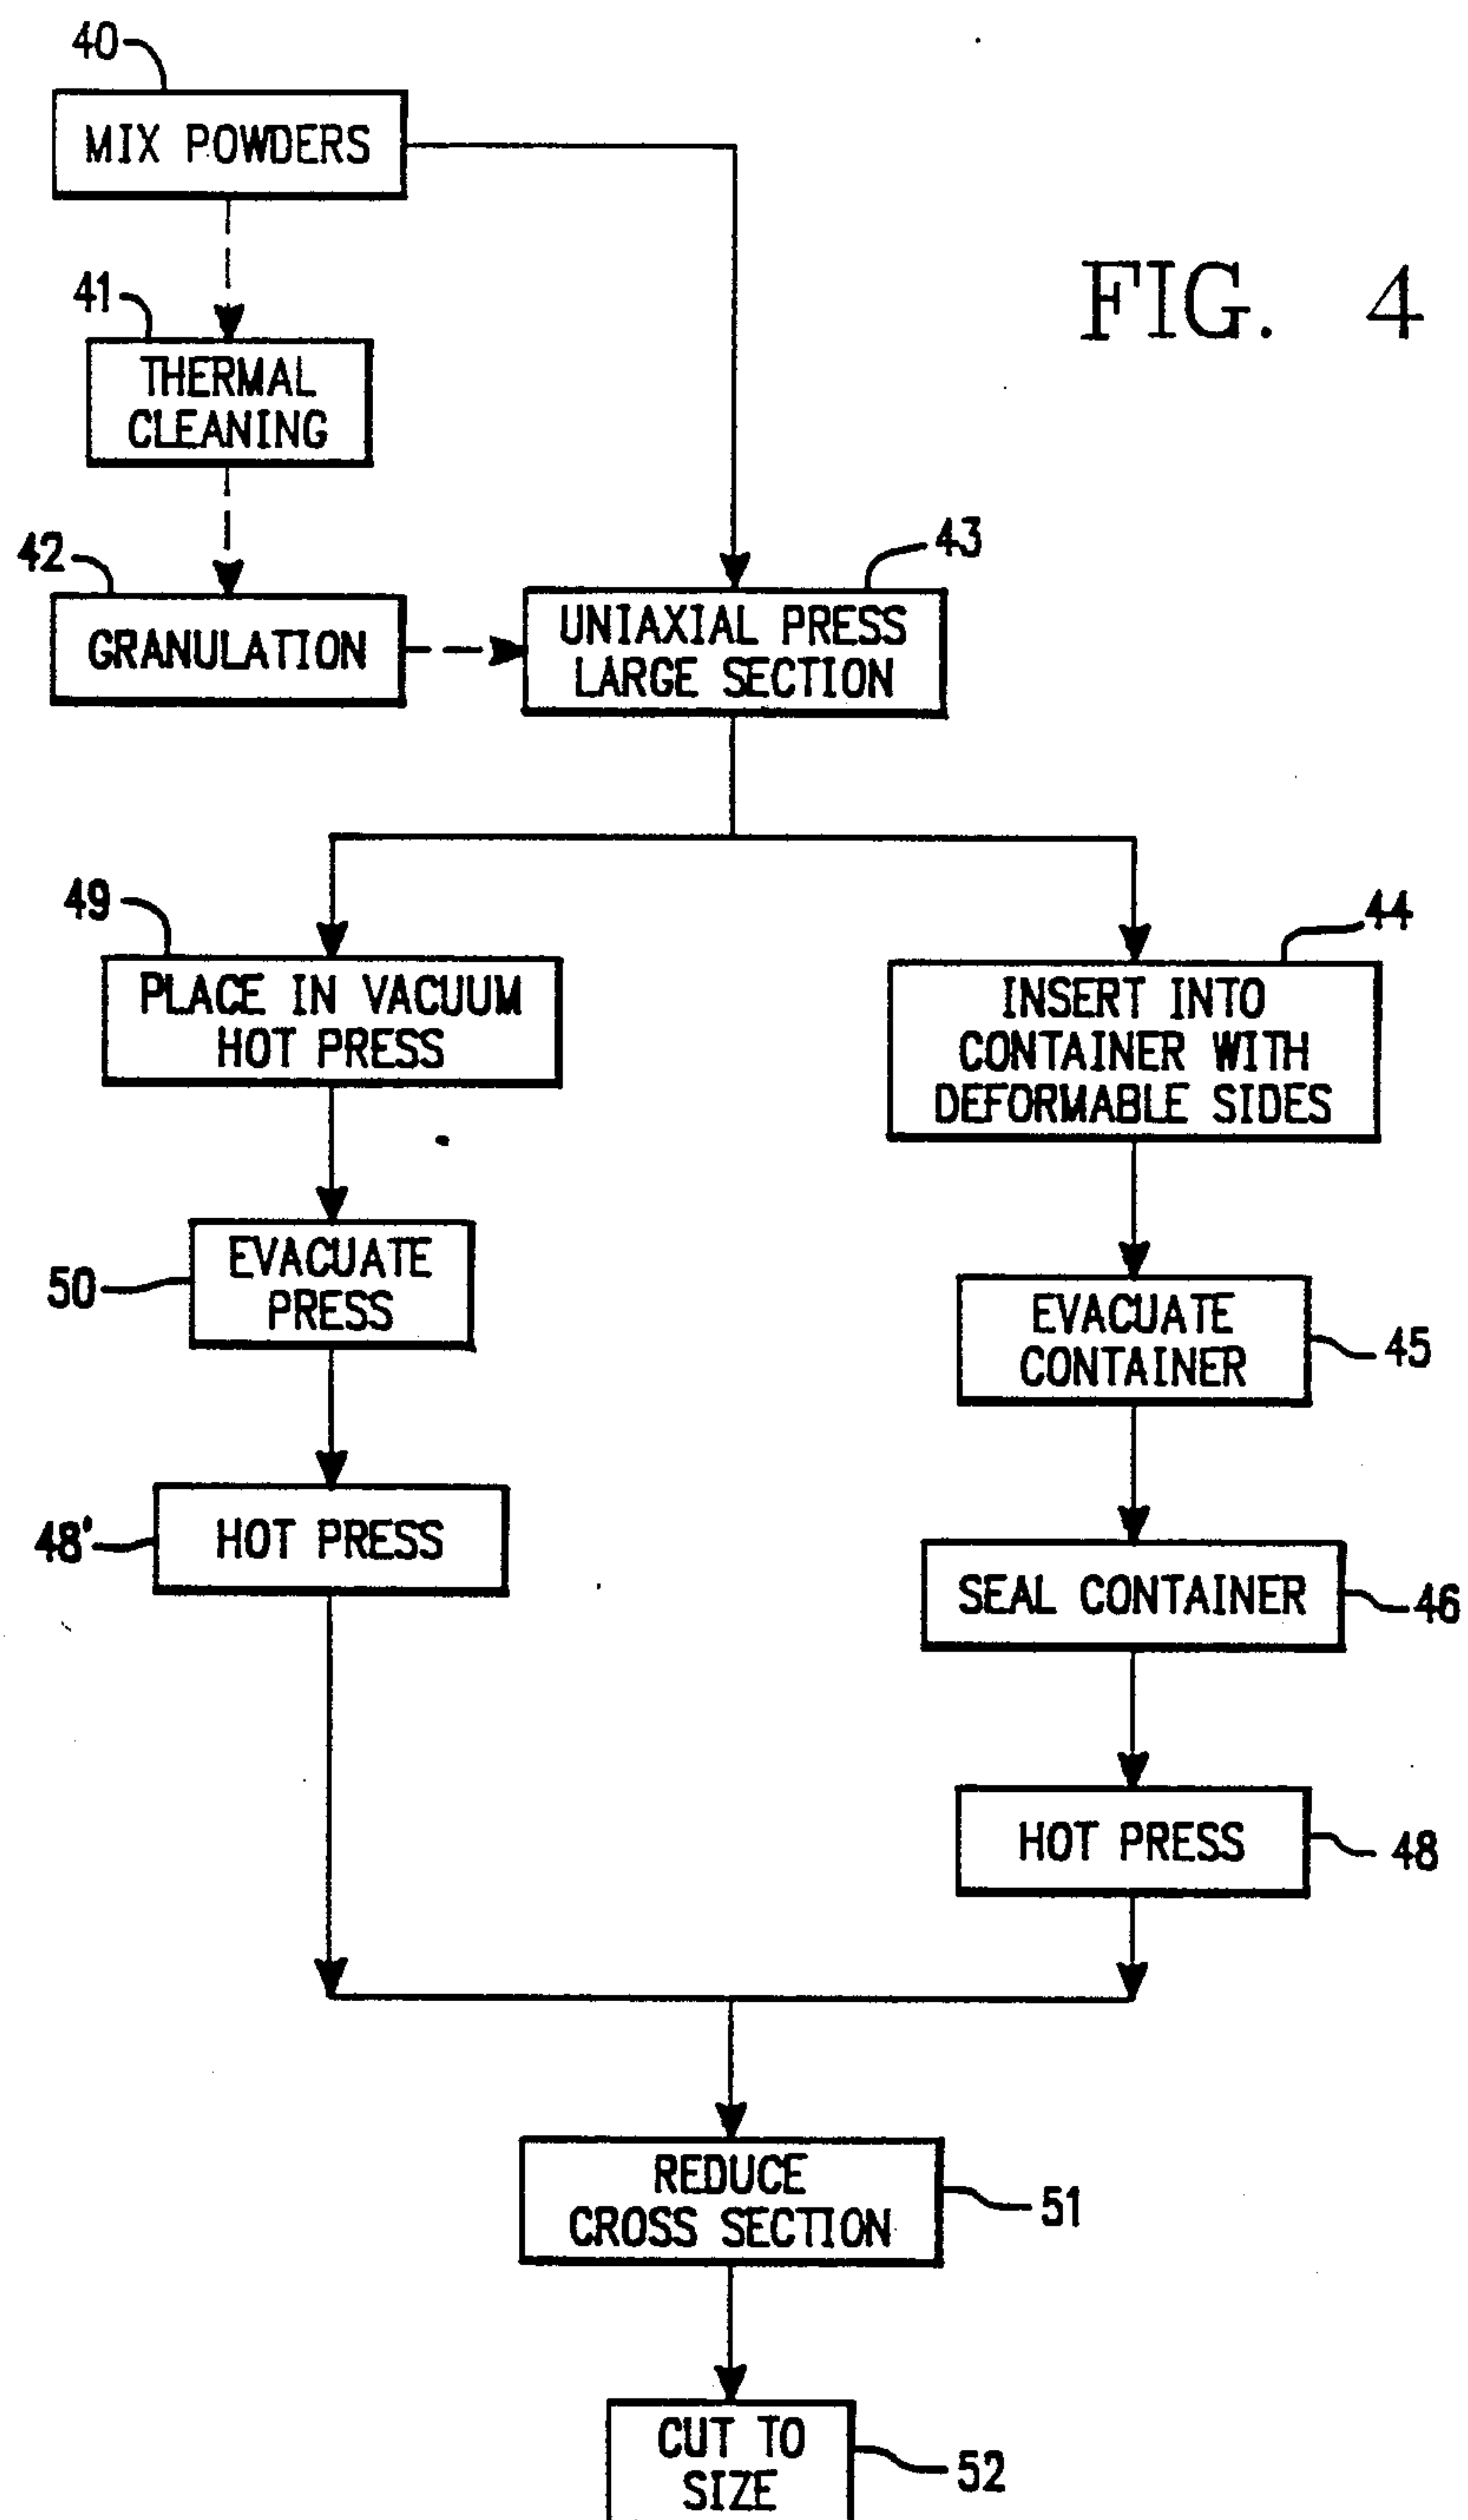 40
MIX POWDERS
FIG. 4
41
THERMAL
CLEANING
42
GRANULATION
43
UNIAXIAL PRESS
LARGE SECTION
49
PLACE IN VACUUM
HOT PRESS
44
INSERT INTO
CONTAINER WITH
DEFORMABLE SIDES
50
EVACUATE
PRESS
EVACUATE
CONTAINER
45
48'
HOT PRESS
SEAL CONTAINER
46
HOT PRESS
48
REDUCE
CROSS SECTION
51
CUT TO
SIZE
52